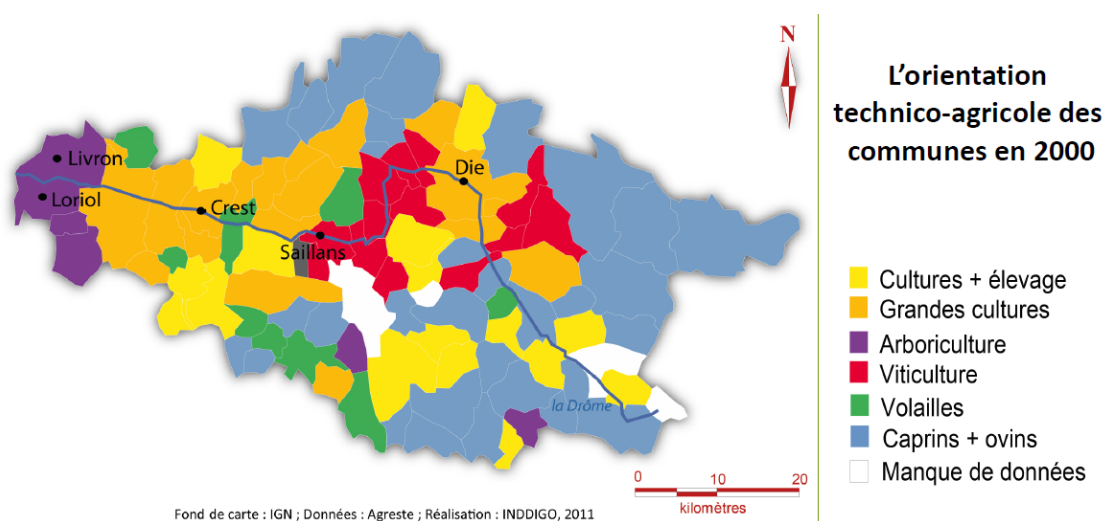 N
L'orientation
technico-agricole des
communes en 2000
Livron
Loriol
Crest
Die
Saillans
la Drôme
Cultures + élevage
Grandes cultures
Arboriculture
Viticulture
Volailles
Caprins + ovins
Manque de données
0 10 20
kilomètres
Fond de carte : IGN ; Données : Agreste ; Réalisation : INDDIGO, 2011